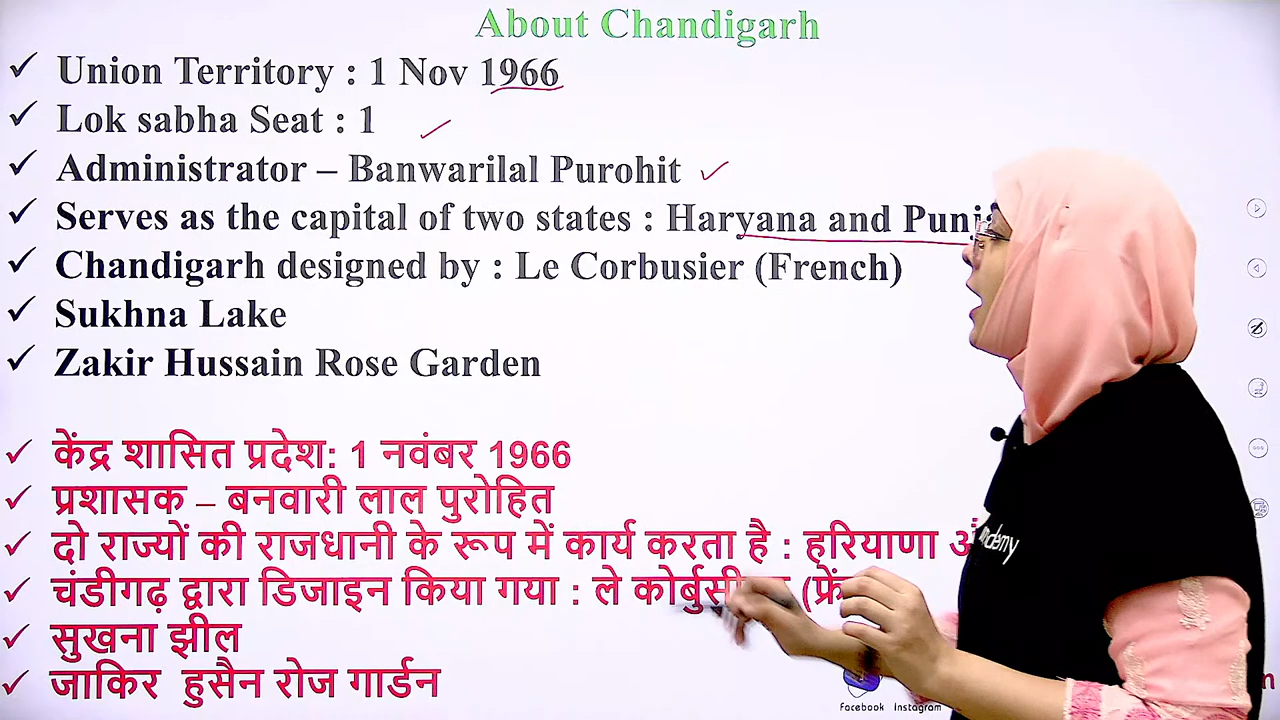 About Chandigarh
✓ Union Territory : 1 Nov 1966
✓ Lok sabha Seat : 1
✓ Administrator – Banwarilal Purohit
✓ Serves as the capital of two states : Haryana and
✓ Chandigarh designed by : Le Corbusier (French)
✓ Sukhna Lake
✓ Zakir Hussain Rose Garden
✓ केंद्र शासित प्रदेश: 1 नवंबर 1966
✓ प्रशासक – बनवारी लाल पुरोहित
✓ दो राज्यों की राजधानी के रूप में कार्य करता है : हरियाणा
✓ चंडीगढ़ द्वारा डिजाइन किया गया : ले
✓ सुखना झील
✓ जाकिर हुसैन रोज गार्डन
Facebook Instagram